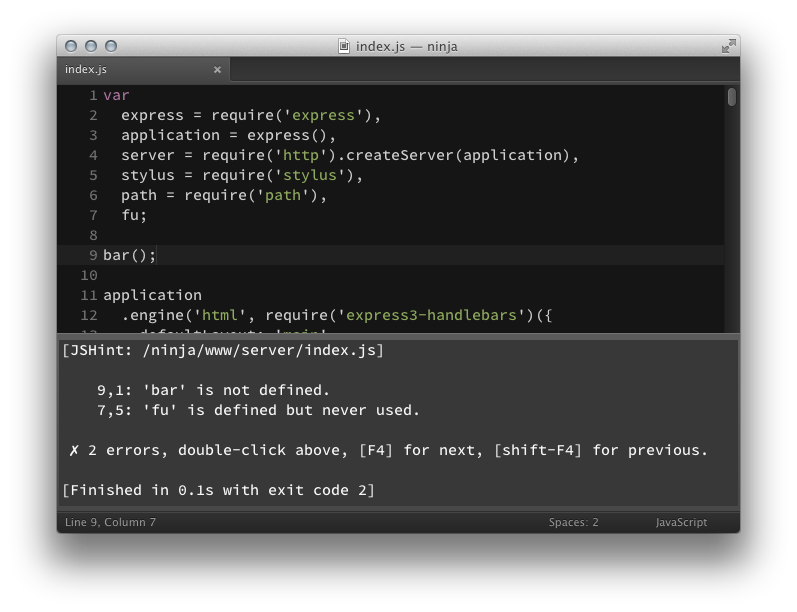 index.js — ninja
index.js ×
1 var
2   express = require('express'),
3   application = express(),
4   server = require('http').createServer(application),
5   stylus = require('stylus'),
6   path = require('path'),
7   fu;
8
9 bar();
10
11 application
12   .engine('html', require('express3-handlebars')({
[JSHint: /ninja/www/server/index.js]
9,1: 'bar' is not defined.
7,5: 'fu' is defined but never used.
✗ 2 errors, double-click above, [F4] for next, [shift-F4] for previous.
[Finished in 0.1s with exit code 2]
Line 9, Column 7 Spaces: 2 JavaScript